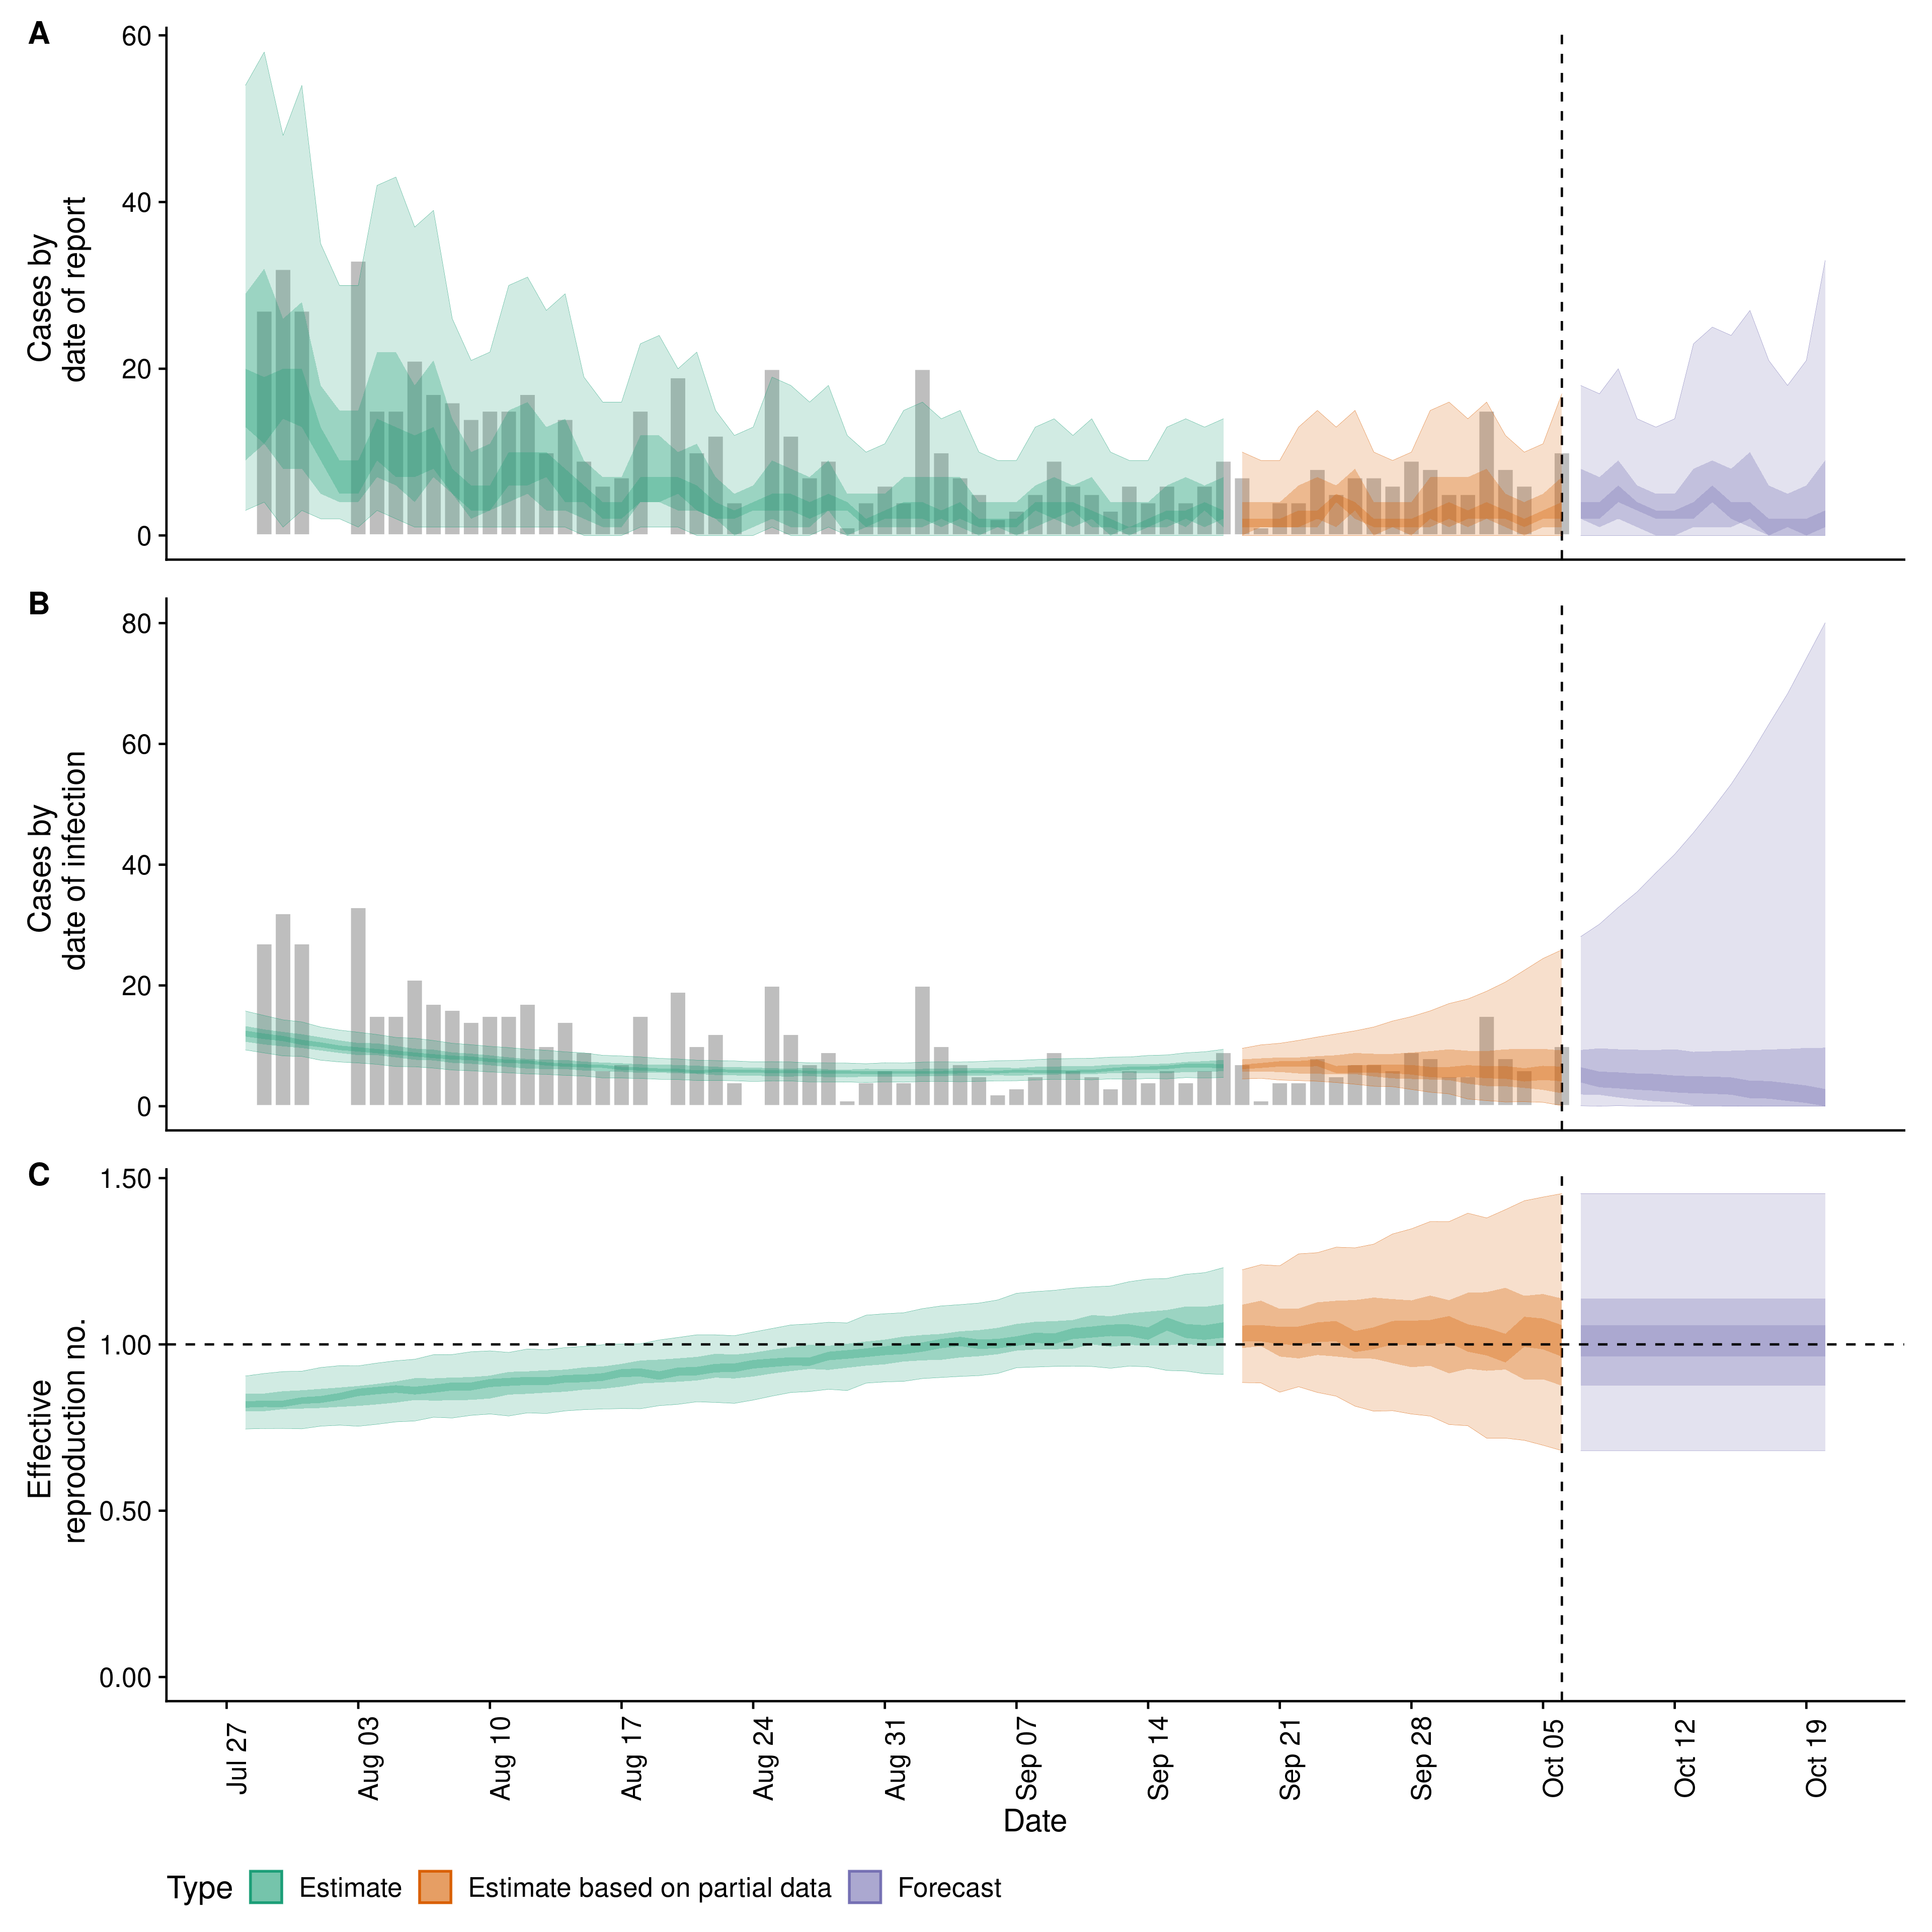 A
60
40
20
0
Cases by
date of report
B
80
60
40
20
0
Cases by
date of infection
C
1.50
1.00
0.50
0.00
Effective
reproduction no.
Jul 27
Aug 03
Aug 10
Aug 17
Aug 24
Aug 31
Sep 07
Sep 14
Sep 21
Sep 28
Oct 05
Oct 12
Oct 19
Date
Type Estimate Estimate based on partial data Forecast